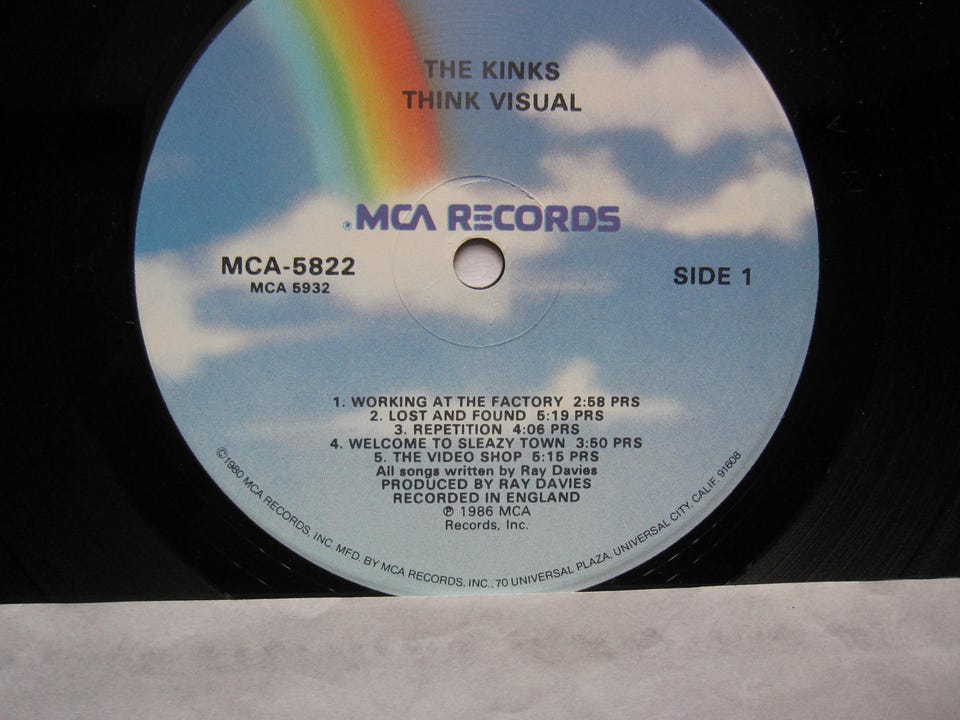 THE KINKS
THINK VISUAL
®MCA RECORDS
MCA-5822
MCA 5932
SIDE 1
1. WORKING AT THE FACTORY 2:58 PRS
2. LOST AND FOUND 5:19 PRS
3. REPETITION 4:06 PRS
4. WELCOME TO SLEAZY TOWN 3:50 PRS
5. THE VIDEO SHOP 5:15 PRS
All songs written by Ray Davies
PRODUCED BY RAY DAVIES
RECORDED IN ENGLAND
℗ 1986 MCA
Records, Inc.
©1980 MCA RECORDS, INC. MFD. BY MCA RECORDS, INC., 70 UNIVERSAL PLAZA, UNIVERSAL CITY, CALIF. 91608